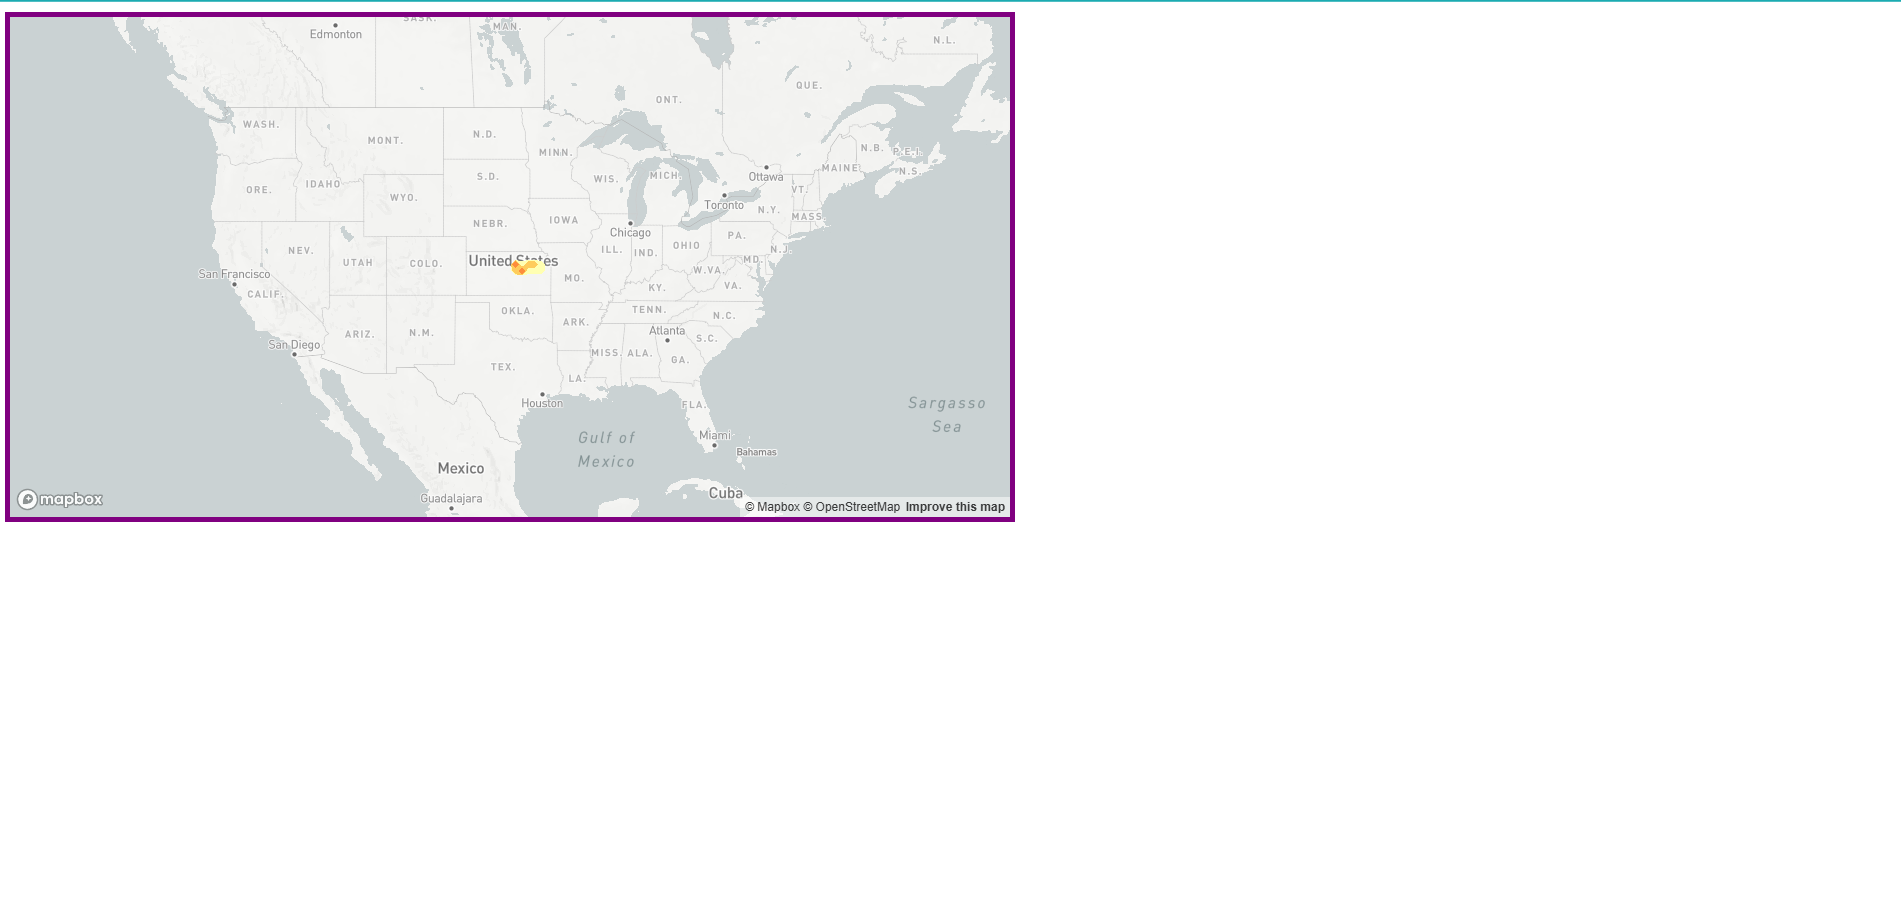 SASK.
MAN.
Edmonton
N.L.
QUE.
ONT.
WASH.
MONT.
N.D.
MINN.
N.B.
P.E.I.
MAINE
N.S.
Ottawa
VT.
ORE.
IDAHO
S.D.
WIS.
MICH.
WYO.
Toronto
N.Y.
MASS.
NEBR.
IOWA
Chicago
PA.
N.J.
NEV.
ILL.
IND.
OHIO
MD.
UTAH
COLO.
United States
W.VA.
San Francisco
MO.
KY.
VA.
CALIF.
OKLA.
TENN.
N.C.
ARK.
ARIZ.
N.M.
Atlanta
S.C.
San Diego
MISS.
ALA.
GA.
TEX.
LA.
Houston
FLA.
Sargasso
Sea
Gulf of
Mexico
Miami
Bahamas
Mexico
Cuba
Guadalajara
mapbox
© Mapbox © OpenStreetMap Improve this map